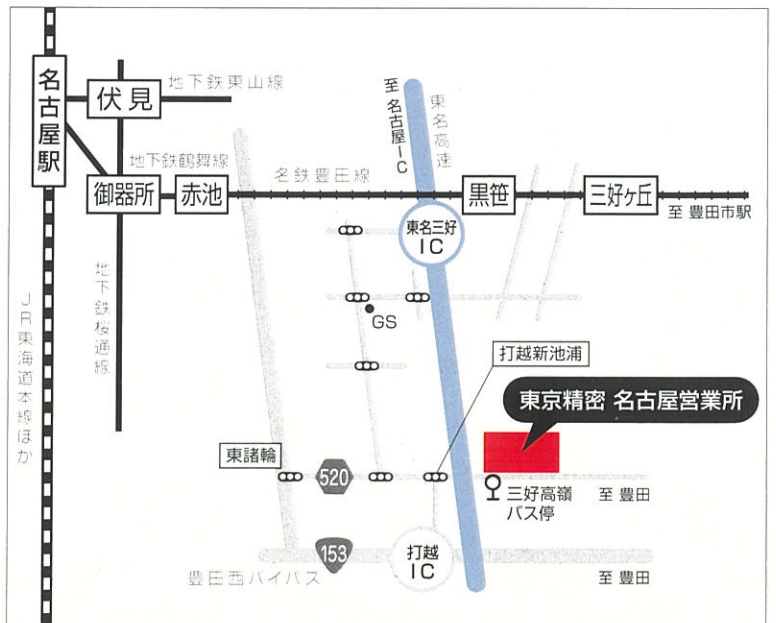 名古屋駅
伏見
地下鉄東山線
至 名古屋IC
東名高速
地下鉄鶴舞線
名鉄豊田線
御器所
赤池
黒笹
三好ヶ丘
至 豊田市駅
東名三好
IC
地下鉄桜通線
JR東海道本線ほか
GS
打越新池浦
東京精密 名古屋営業所
東諸輪
520
三好高嶺
バス停
至 豊田
153
打越
IC
豊田西バイパス
至 豊田